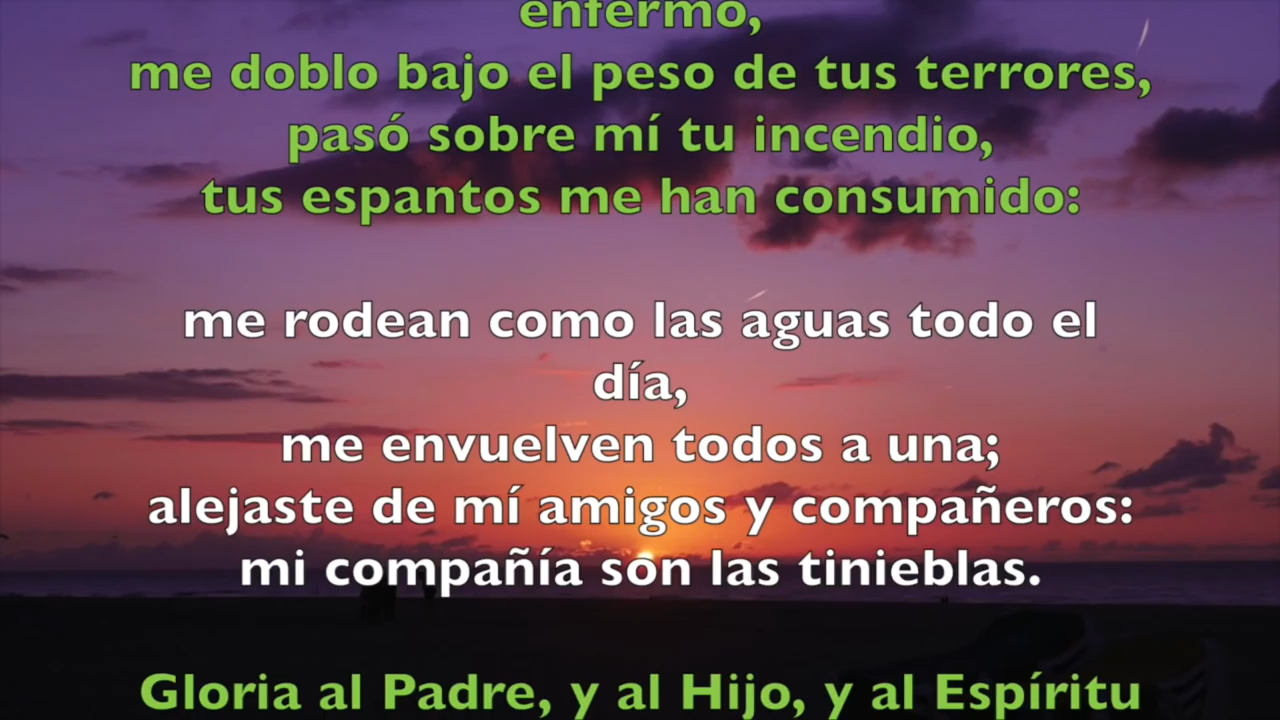 enfermo,
me doblo bajo el peso de tus terrores,
pasó sobre mí tu incendio,
tus espantos me han consumido:
me rodean como las aguas todo el
día,
me envuelven todos a una;
alejaste de mí amigos y compañeros:
mi compañía son las tinieblas.
Gloria al Padre, y al Hijo, y al Espíritu